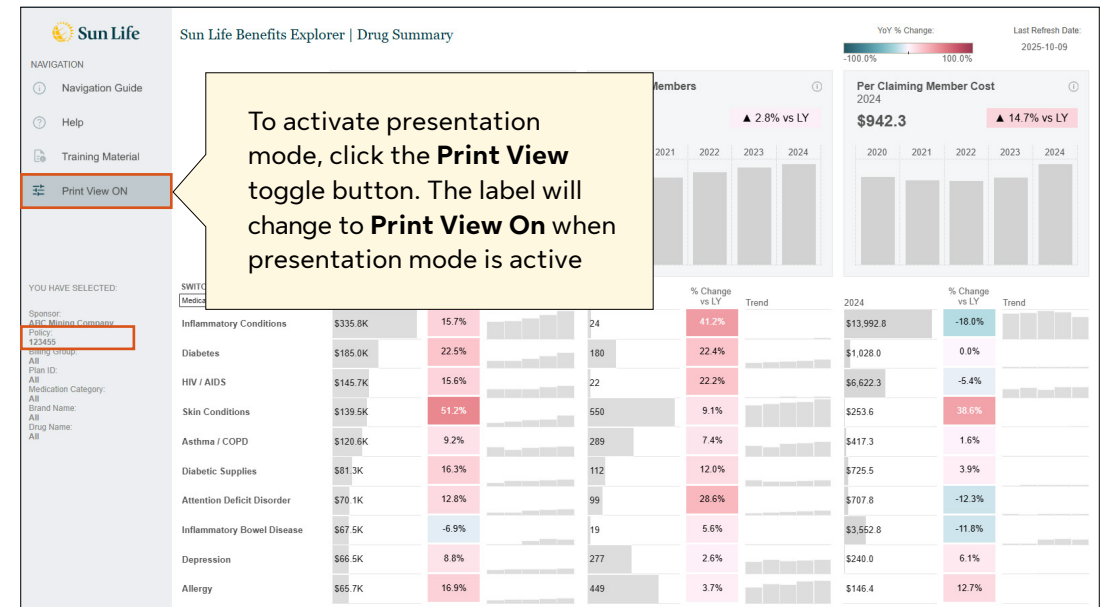 Sun Life
Sun Life Benefits Explorer | Drug Summary
YoY % Change:
-100.0% 100.0%
Last Refresh Date:
2025-10-09
NAVIGATION
Navigation Guide
Help
Training Material
Print View ON
To activate presentation
mode, click the Print View
toggle button. The label will
change to Print View On when
presentation mode is active
Members
▲ 2.8% vs LY
2021 2022 2023 2024
Per Claiming Member Cost
2024
$942.3
▲ 14.7% vs LY
2020 2021 2022 2023 2024
YOU HAVE SELECTED:
Sponsor:
ABC Mining Company
Policy:
123455
Billing Group:
All
Plan ID:
All
Medication Category:
All
Brand Name:
All
Drug Name:
All
% Change
vs LY
Trend
2024
% Change
vs LY
Trend
Inflammatory Conditions $335.8K 15.7% 24 41.2% $13,992.8 -18.0%
Diabetes $185.0K 22.5% 180 22.4% $1,028.0 0.0%
HIV / AIDS $145.7K 15.6% 22 22.2% $6,622.3 -5.4%
Skin Conditions $139.5K 51.2% 550 9.1% $253.6 38.6%
Asthma / COPD $120.6K 9.2% 289 7.4% $417.3 1.6%
Diabetic Supplies $81.3K 16.3% 112 12.0% $725.5 3.9%
Attention Deficit Disorder $70.1K 12.8% 99 28.6% $707.8 -12.3%
Inflammatory Bowel Disease $67.5K -6.9% 19 5.6% $3,552.8 -11.8%
Depression $66.5K 8.8% 277 2.6% $240.0 6.1%
Allergy $65.7K 16.9% 449 3.7% $146.4 12.7%